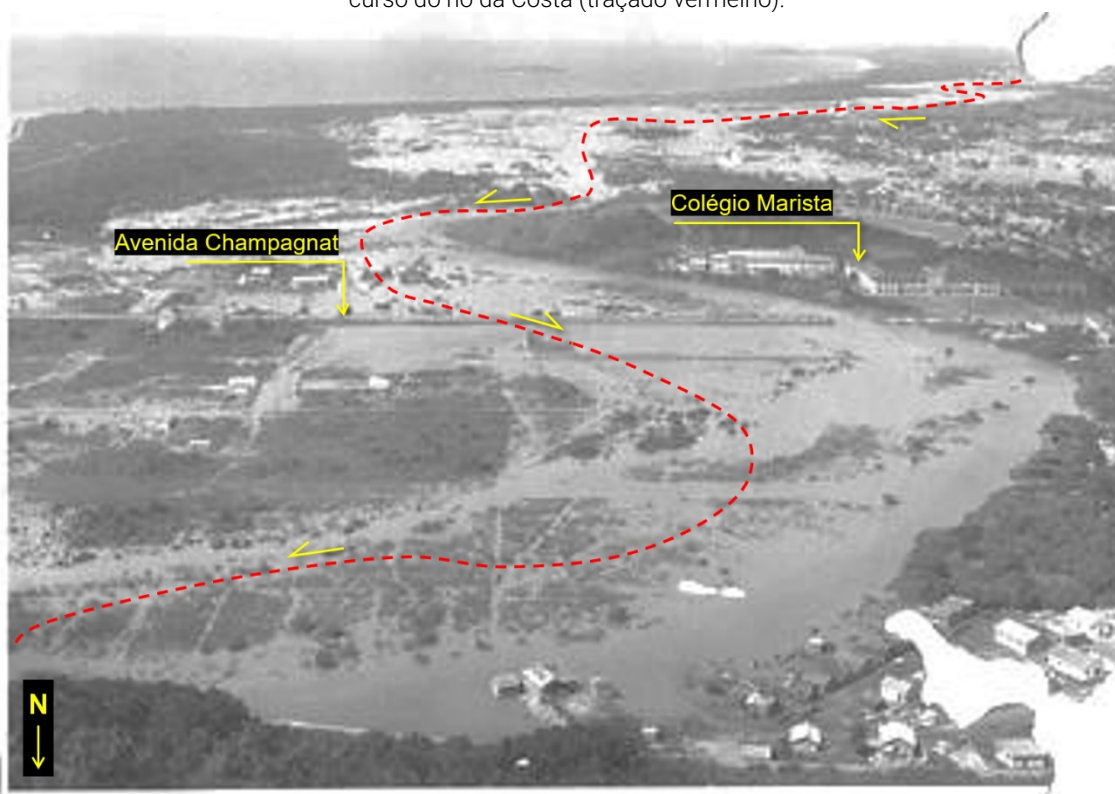 curso do rio da Costa (traçado vermelho).
Colégio Marista
Avenida Champagnat
N